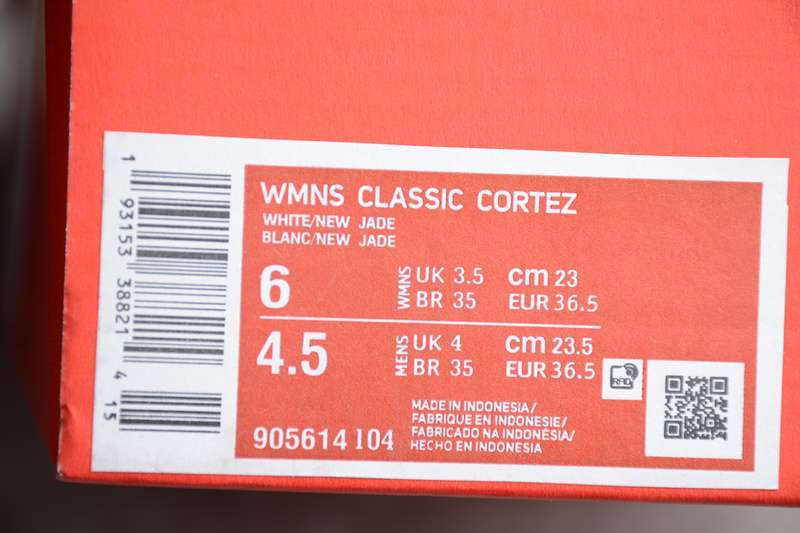 WMNS CLASSIC CORTEZ
WHITE/NEW JADE
BLANC/NEW JADE
6
WMNS
UK 3.5 cm 23
BR 35 EUR 36.5
4.5
MENS
UK 4 cm 23.5
BR 35 EUR 36.5
RAD
905614 104
MADE IN INDONESIA/
FABRIQUE EN INDONESIE/
FABRICADO NA INDONÉSIA/
HECHO EN INDONESIA
1 93153 38821 4 15